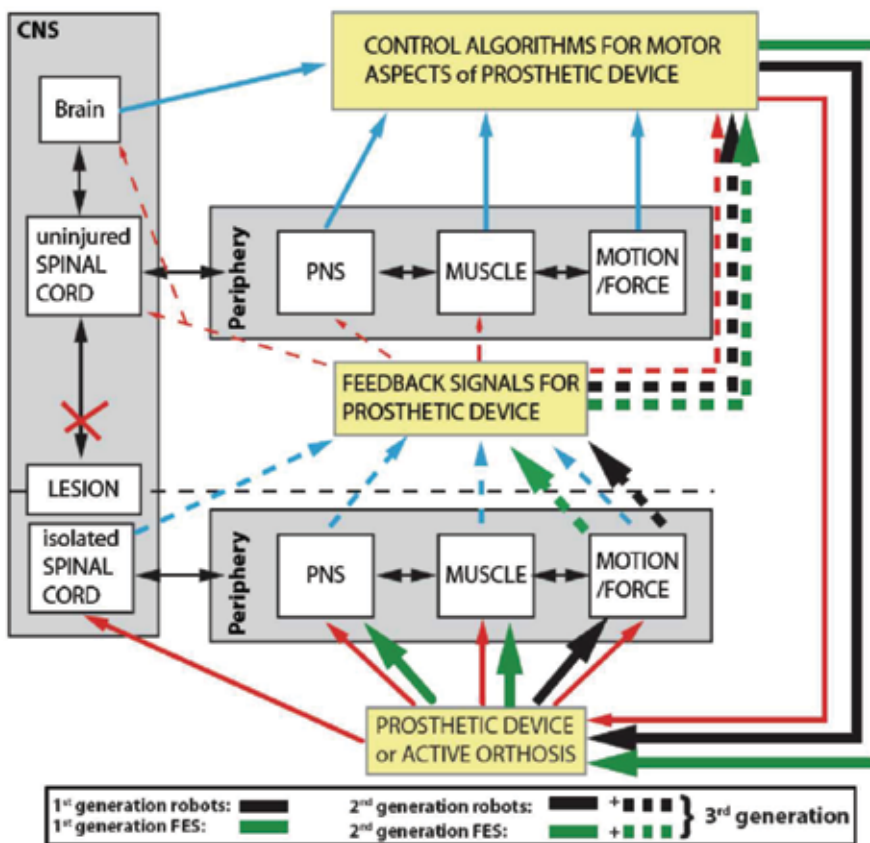 CNS
CONTROL ALGORITHMS FOR MOTOR
ASPECTS of PROSTHETIC DEVICE
Brain
uninjured
SPINAL
CORD
Periphery
PNS
MUSCLE
MOTION
/FORCE
FEEDBACK SIGNALS FOR
PROSTHETIC DEVICE
LESION
isolated
SPINAL
CORD
Periphery
PNS
MUSCLE
MOTION
/FORCE
PROSTHETIC DEVICE
or ACTIVE ORTHOSIS
1st generation robots:
1st generation FES:
2nd generation robots: +
2nd generation FES: +
} 3rd generation